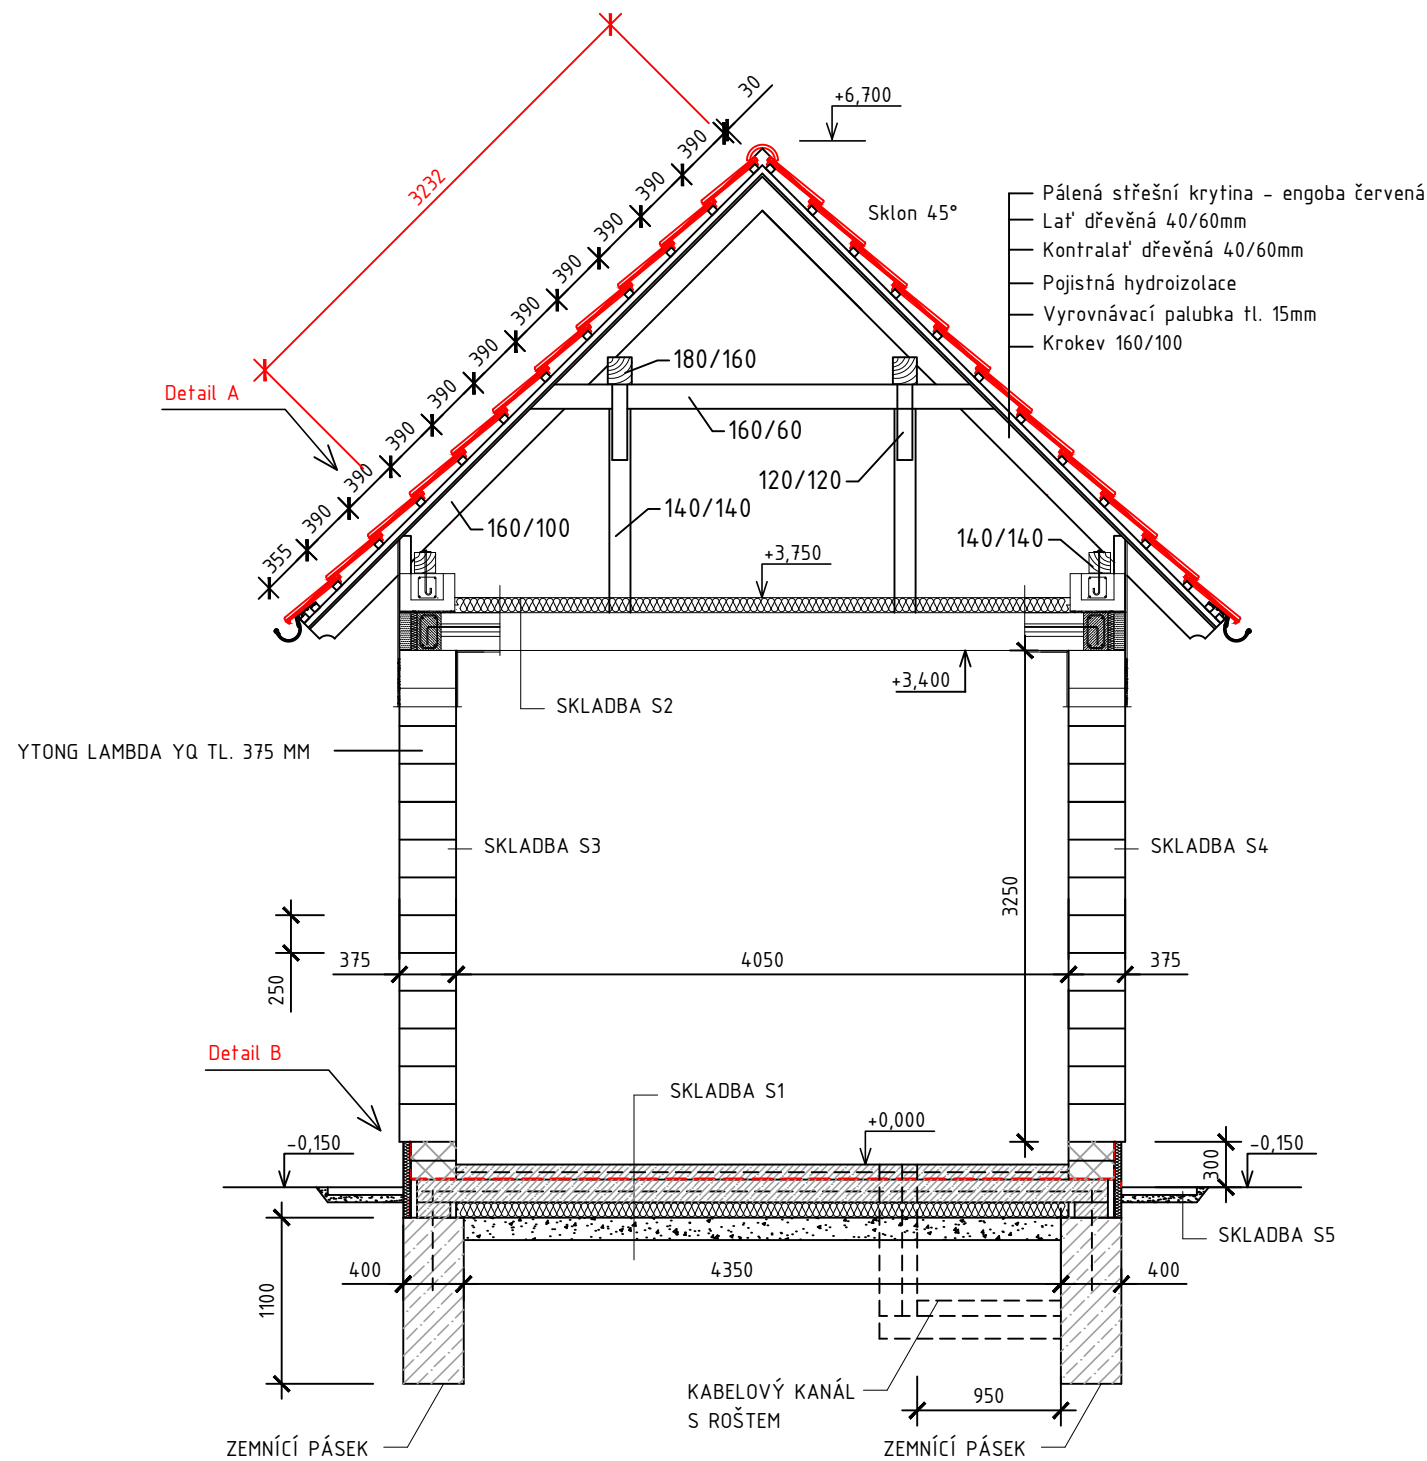 +6,700
30
390
390
390
390
390
390
390
390
390
390
355
3232
Sklon 45°
Pálená střešní krytina - engoba červená
Lať dřevěná 40/60mm
Kontralať dřevěná 40/60mm
Pojistná hydroizolace
Vyrovnávací palubka tl. 15mm
Krokev 160/100
Detail A
180/160
160/60
120/120
160/100
140/140
140/140
+3,750
+3,400
SKLADBA S2
YTONG LAMBDA YQ TL. 375 MM
SKLADBA S3
SKLADBA S4
3250
375
4050
375
250
Detail B
SKLADBA S1
+0,000
-0,150
-0,150
300
SKLADBA S5
400
4350
400
1100
KABELOVÝ KANÁL
S ROŠTEM
950
ZEMNÍCÍ PÁSEK
ZEMNÍCÍ PÁSEK